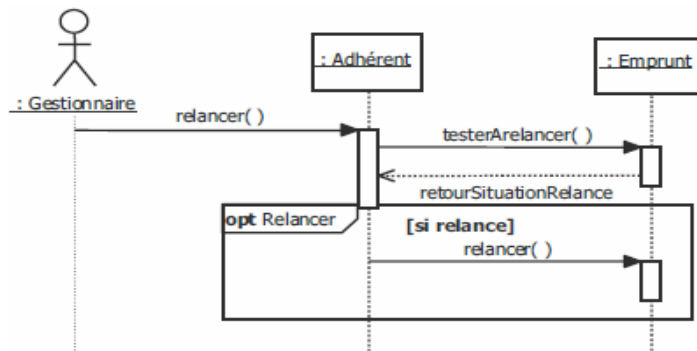 : Adhérent
: Emprunt
: Gestionnaire
relancer( )
testerArelancer( )
retourSituationRelance
opt Relancer
[si relance]
relancer( )